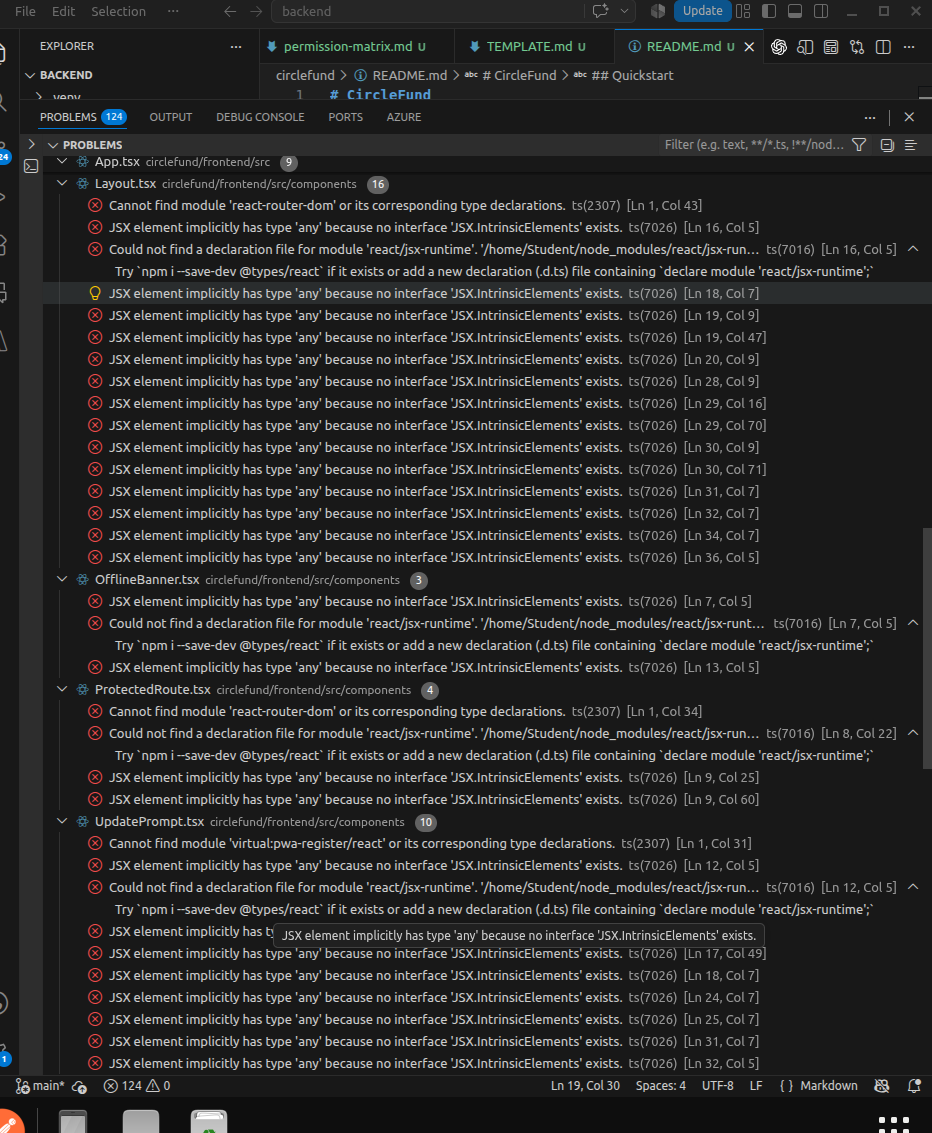 File Edit Selection ··· backend Update
EXPLORER ··· permission-matrix.md U TEMPLATE.md U README.md U ···
BACKEND circlefund > README.md > # CircleFund > ## Quickstart
venv 1 # CircleFund
PROBLEMS 124 OUTPUT DEBUG CONSOLE PORTS AZURE ···
PROBLEMS Filter (e.g. text, **/*.ts, !**/nod...
24
App.tsx circlefund/frontend/src 9
Layout.tsx circlefund/frontend/src/components 16
Cannot find module 'react-router-dom' or its corresponding type declarations. ts(2307) [Ln 1, Col 43]
JSX element implicitly has type 'any' because no interface 'JSX.IntrinsicElements' exists. ts(7026) [Ln 16, Col 5]
Could not find a declaration file for module 'react/jsx-runtime'. '/home/Student/node_modules/react/jsx-run... ts(7016) [Ln 16, Col 5]
Try `npm i --save-dev @types/react` if it exists or add a new declaration (.d.ts) file containing `declare module 'react/jsx-runtime';`
JSX element implicitly has type 'any' because no interface 'JSX.IntrinsicElements' exists. ts(7026) [Ln 18, Col 7]
JSX element implicitly has type 'any' because no interface 'JSX.IntrinsicElements' exists. ts(7026) [Ln 19, Col 9]
JSX element implicitly has type 'any' because no interface 'JSX.IntrinsicElements' exists. ts(7026) [Ln 19, Col 47]
JSX element implicitly has type 'any' because no interface 'JSX.IntrinsicElements' exists. ts(7026) [Ln 20, Col 9]
JSX element implicitly has type 'any' because no interface 'JSX.IntrinsicElements' exists. ts(7026) [Ln 28, Col 9]
JSX element implicitly has type 'any' because no interface 'JSX.IntrinsicElements' exists. ts(7026) [Ln 29, Col 16]
JSX element implicitly has type 'any' because no interface 'JSX.IntrinsicElements' exists. ts(7026) [Ln 29, Col 70]
JSX element implicitly has type 'any' because no interface 'JSX.IntrinsicElements' exists. ts(7026) [Ln 30, Col 9]
JSX element implicitly has type 'any' because no interface 'JSX.IntrinsicElements' exists. ts(7026) [Ln 30, Col 71]
JSX element implicitly has type 'any' because no interface 'JSX.IntrinsicElements' exists. ts(7026) [Ln 31, Col 7]
JSX element implicitly has type 'any' because no interface 'JSX.IntrinsicElements' exists. ts(7026) [Ln 32, Col 7]
JSX element implicitly has type 'any' because no interface 'JSX.IntrinsicElements' exists. ts(7026) [Ln 34, Col 7]
JSX element implicitly has type 'any' because no interface 'JSX.IntrinsicElements' exists. ts(7026) [Ln 36, Col 5]
OfflineBanner.tsx circlefund/frontend/src/components 3
JSX element implicitly has type 'any' because no interface 'JSX.IntrinsicElements' exists. ts(7026) [Ln 7, Col 5]
Could not find a declaration file for module 'react/jsx-runtime'. '/home/Student/node_modules/react/jsx-runt... ts(7016) [Ln 7, Col 5]
Try `npm i --save-dev @types/react` if it exists or add a new declaration (.d.ts) file containing `declare module 'react/jsx-runtime';`
JSX element implicitly has type 'any' because no interface 'JSX.IntrinsicElements' exists. ts(7026) [Ln 13, Col 5]
ProtectedRoute.tsx circlefund/frontend/src/components 4
Cannot find module 'react-router-dom' or its corresponding type declarations. ts(2307) [Ln 1, Col 34]
Could not find a declaration file for module 'react/jsx-runtime'. '/home/Student/node_modules/react/jsx-run... ts(7016) [Ln 8, Col 22]
Try `npm i --save-dev @types/react` if it exists or add a new declaration (.d.ts) file containing `declare module 'react/jsx-runtime';`
JSX element implicitly has type 'any' because no interface 'JSX.IntrinsicElements' exists. ts(7026) [Ln 9, Col 25]
JSX element implicitly has type 'any' because no interface 'JSX.IntrinsicElements' exists. ts(7026) [Ln 9, Col 60]
UpdatePrompt.tsx circlefund/frontend/src/components 10
Cannot find module 'virtual:pwa-register/react' or its corresponding type declarations. ts(2307) [Ln 1, Col 31]
JSX element implicitly has type 'any' because no interface 'JSX.IntrinsicElements' exists. ts(7026) [Ln 12, Col 5]
Could not find a declaration file for module 'react/jsx-runtime'. '/home/Student/node_modules/react/jsx-run... ts(7016) [Ln 12, Col 5]
Try `npm i --save-dev @types/react` if it exists or add a new declaration (.d.ts) file containing `declare module 'react/jsx-runtime';`
JSX element implicitly has
JSX element implicitly has type 'any' because no interface 'JSX.IntrinsicElements' exists.
JSX element implicitly has type 'any' because no interface 'JSX.IntrinsicElements' exists. ts(7026) [Ln 17, Col 49]
JSX element implicitly has type 'any' because no interface 'JSX.IntrinsicElements' exists. ts(7026) [Ln 18, Col 7]
JSX element implicitly has type 'any' because no interface 'JSX.IntrinsicElements' exists. ts(7026) [Ln 24, Col 7]
JSX element implicitly has type 'any' because no interface 'JSX.IntrinsicElements' exists. ts(7026) [Ln 25, Col 7]
JSX element implicitly has type 'any' because no interface 'JSX.IntrinsicElements' exists. ts(7026) [Ln 31, Col 7]
JSX element implicitly has type 'any' because no interface 'JSX.IntrinsicElements' exists. ts(7026) [Ln 32, Col 5]
1
main* 124 0 Ln 19, Col 30 Spaces: 4 UTF-8 LF { } Markdown